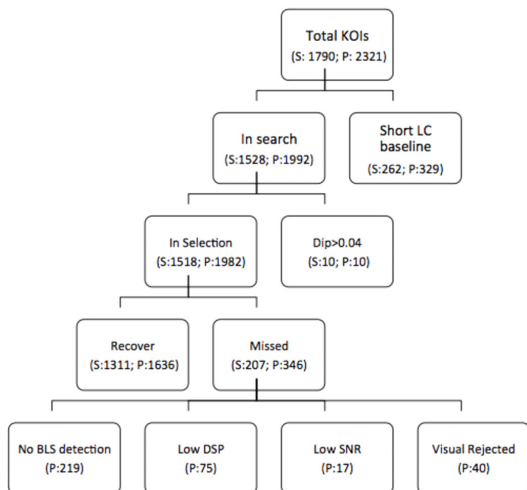 Total KOIs
(S: 1790; P: 2321)
In search
(S:1528; P:1992)
Short LC
baseline
(S:262; P:329)
In Selection
(S:1518; P:1982)
Dip>0.04
(S:10; P:10)
Recover
(S:1311; P:1636)
Missed
(S:207; P:346)
No BLS detection
(P:219)
Low DSP
(P:75)
Low SNR
(P:17)
Visual Rejected
(P:40)